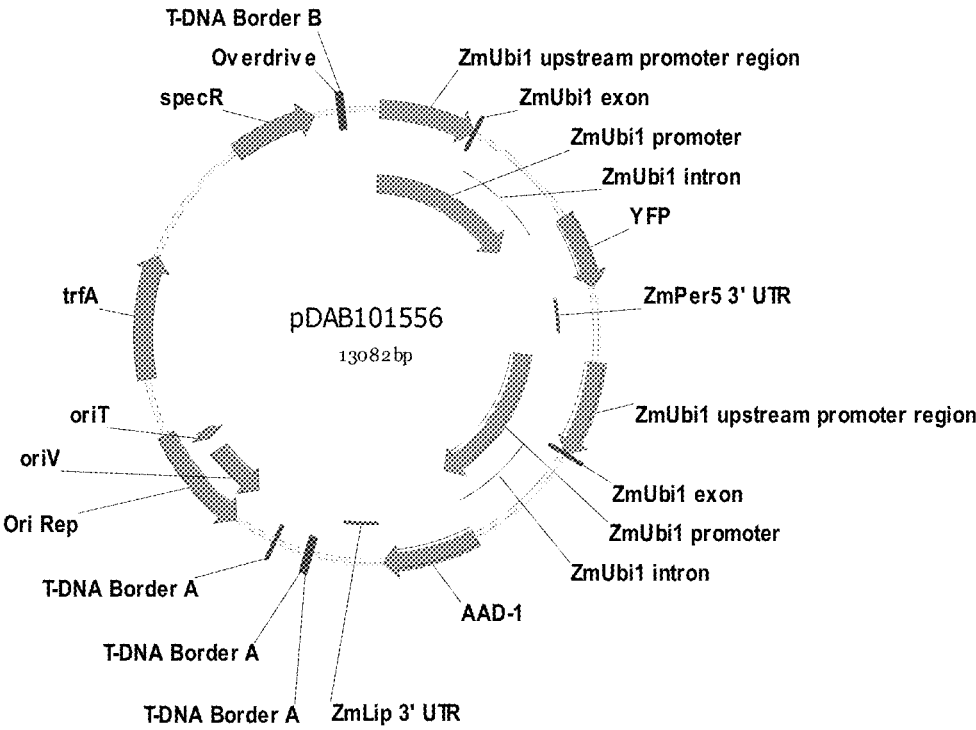 T-DNA Border B
Overdrive
ZmUbi1 upstream promoter region
specR
ZmUbi1 exon
ZmUbi1 promoter
ZmUbi1 intron
YFP
trfA
ZmPer5 3' UTR
pDAB101556
13082bp
oriT
ZmUbi1 upstream promoter region
oriV
ZmUbi1 exon
Ori Rep
ZmUbi1 promoter
ZmUbi1 intron
T-DNA Border A
AAD-1
T-DNA Border A
T-DNA Border A
ZmLip 3' UTR